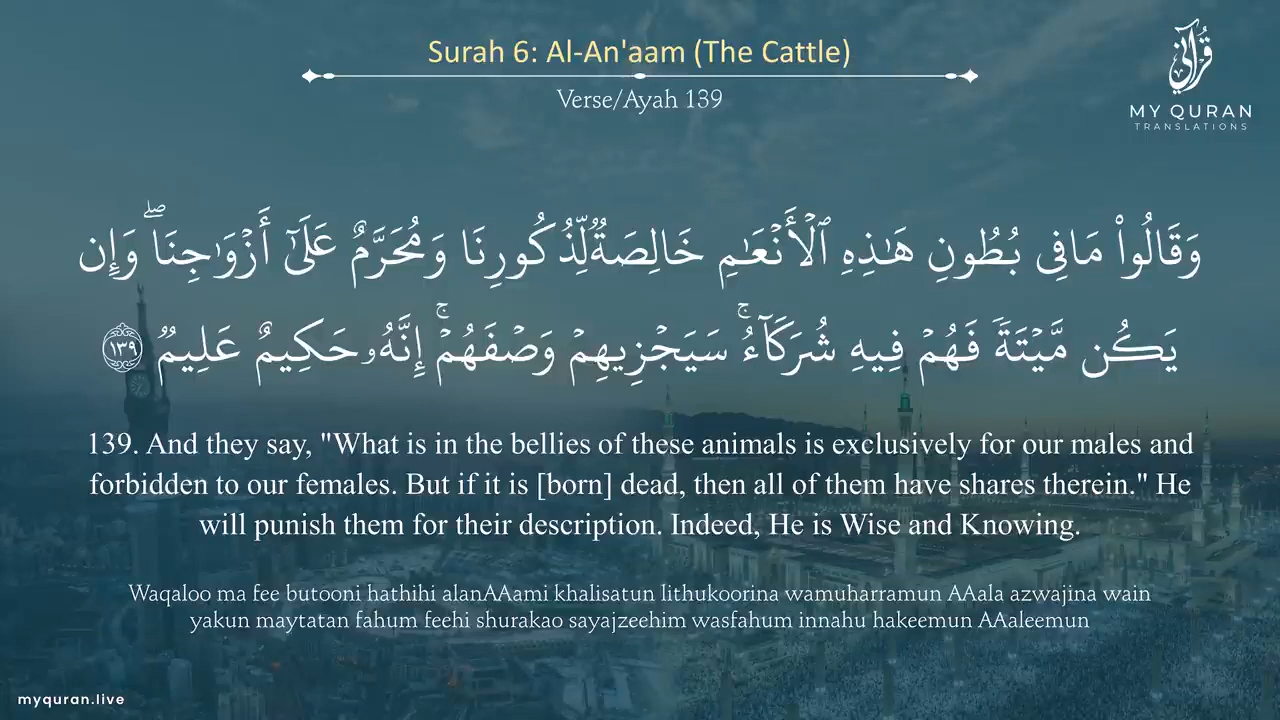 Surah 6: Al-An'aam (The Cattle)
Verse/Ayah 139
قرآني
MY QURAN
TRANSLATIONS
وَقَالُوا۟ مَا فِى بُطُونِ هَـٰذِهِ ٱلْأَنْعَـٰمِ خَالِصَةٌ لِّذُكُورِنَا وَمُحَرَّمٌ عَلَىٰٓ أَزْوَٰجِنَا ۖ وَإِن
يَكُن مَّيْتَةً فَهُمْ فِيهِ شُرَكَآءُ ۚ سَيَجْزِيهِمْ وَصْفَهُمْ ۚ إِنَّهُۥ حَكِيمٌ عَلِيمٌ ١٣٩
139. And they say, "What is in the bellies of these animals is exclusively for our males and
forbidden to our females. But if it is [born] dead, then all of them have shares therein." He
will punish them for their description. Indeed, He is Wise and Knowing.
Waqaloo ma fee butooni hathihi alanAAami khalisatun lithukoorina wamuharramun AAala azwajina wain
yakun maytatan fahum feehi shurakao sayajzeehim wasfahum innahu hakeemun AAaleemun
myquran.live